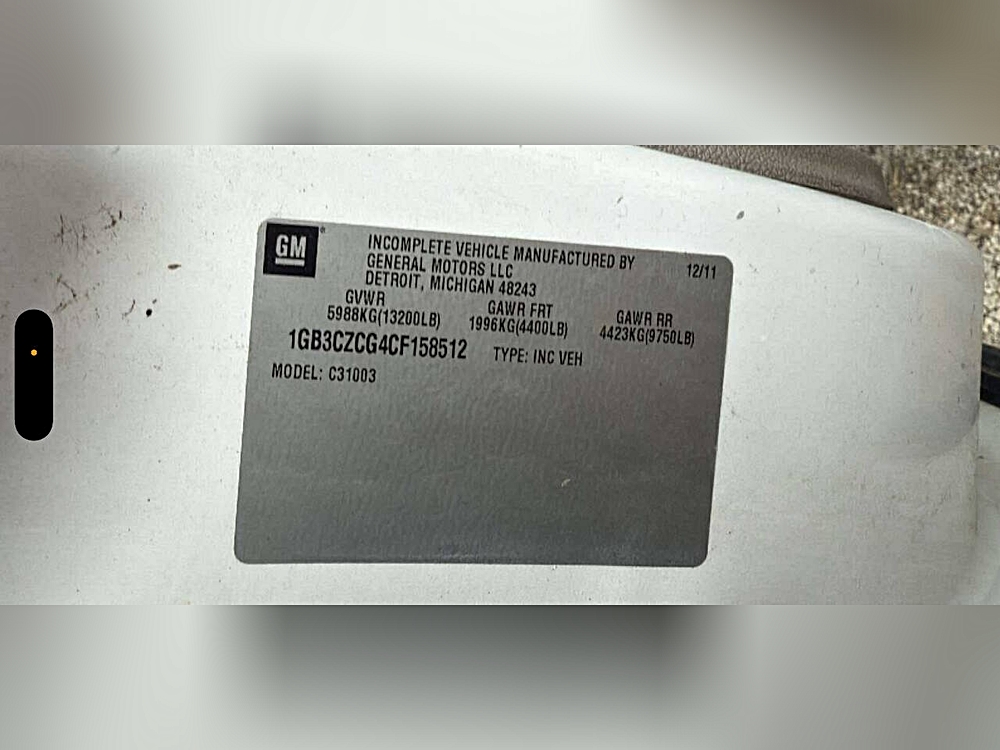 GM
INCOMPLETE VEHICLE MANUFACTURED BY
GENERAL MOTORS LLC
DETROIT, MICHIGAN 48243
12/11
GVWR GAWR FRT GAWR RR
5988KG(13200LB) 1996KG(4400LB) 4423KG(9750LB)
1GB3CZCG4CF158512 TYPE: INC VEH
MODEL: C31003